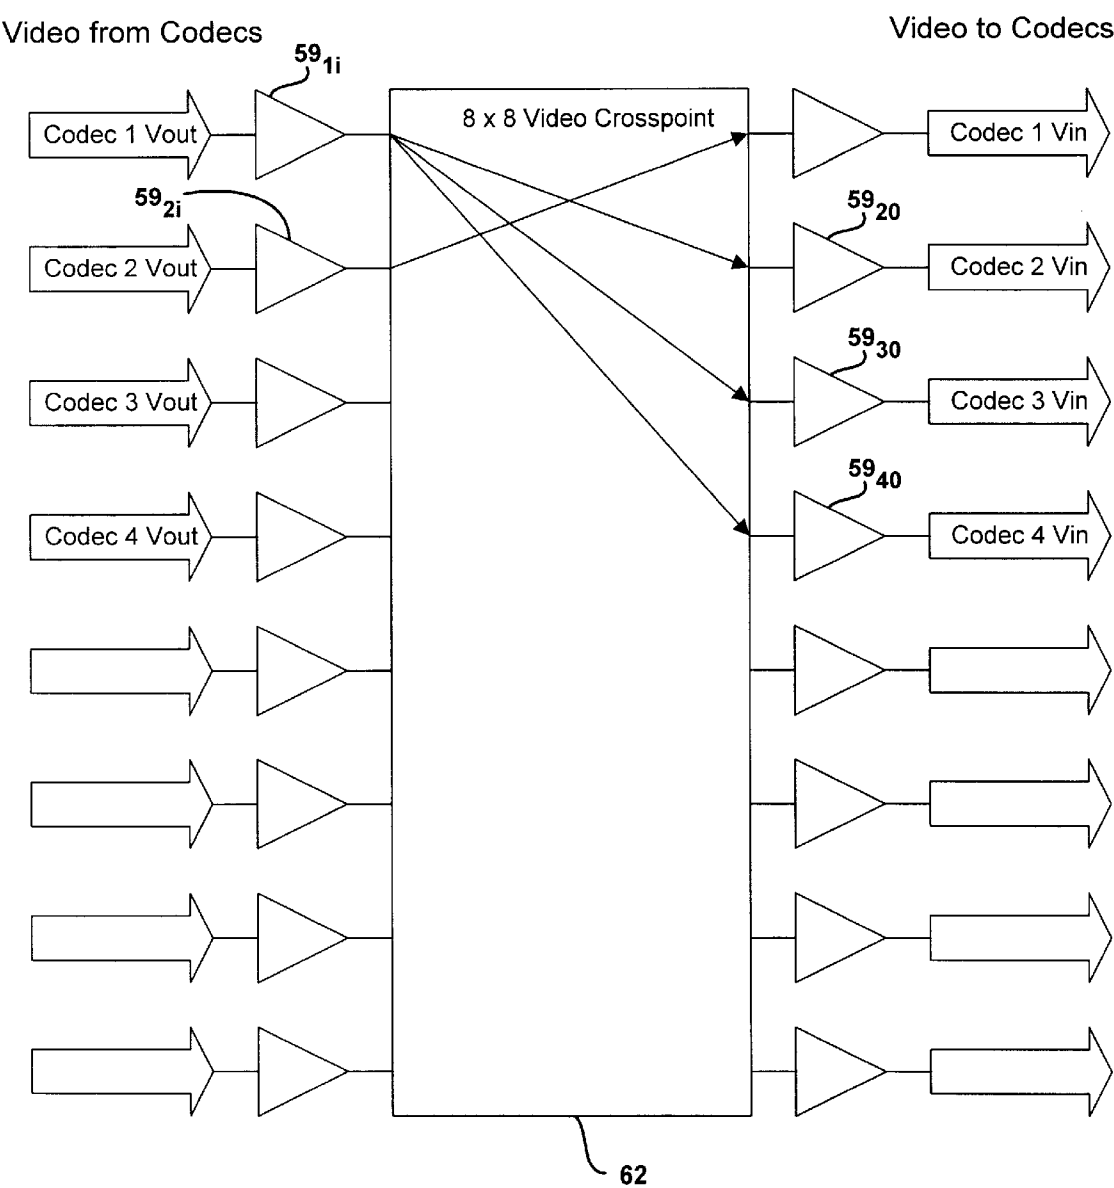 Video from Codecs
Video to Codecs
59 1i
8 x 8 Video Crosspoint
Codec 1 Vout
Codec 1 Vin
59 2i
59 20
Codec 2 Vout
Codec 2 Vin
59 30
Codec 3 Vout
Codec 3 Vin
59 40
Codec 4 Vout
Codec 4 Vin
62